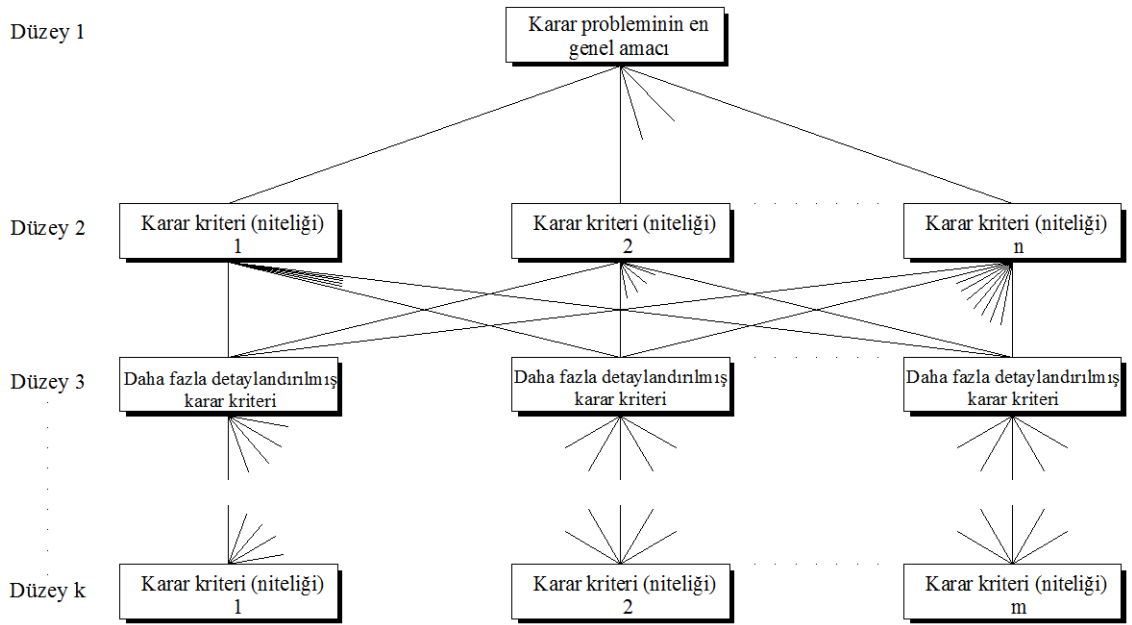 Düzey 1
Karar probleminin en
genel amacı
Düzey 2
Karar kriteri (niteliği)
1
Karar kriteri (niteliği)
2
Karar kriteri (niteliği)
n
Düzey 3
Daha fazla detaylandırılmış
karar kriteri
Daha fazla detaylandırılmış
karar kriteri
Daha fazla detaylandırılmış
karar kriteri
Düzey k
Karar kriteri (niteliği)
1
Karar kriteri (niteliği)
2
Karar kriteri (niteliği)
m